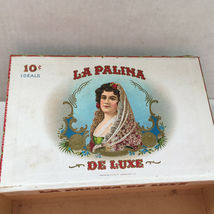 10¢
IDEALS
LA PALINA
DE LUXE